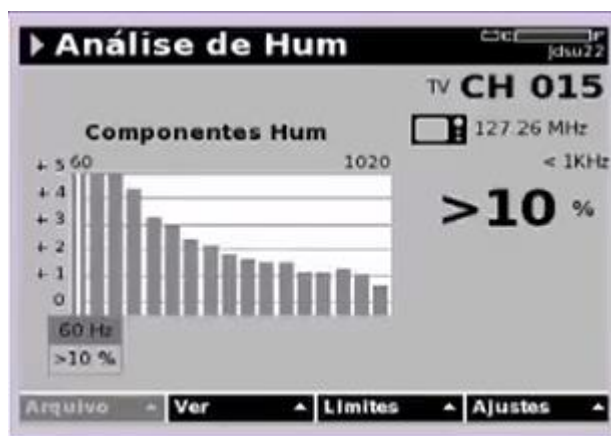 Análise de Hum
E
F
jdsu22
TV CH 015
127.26 MHz
< 1KHz
>10 %
Componentes Hum
60
1020
+ 5
+ 4
+ 3
+ 2
+ 1
0
60 Hz
>10 %
Arquivo
Ver
Limites
Ajustes